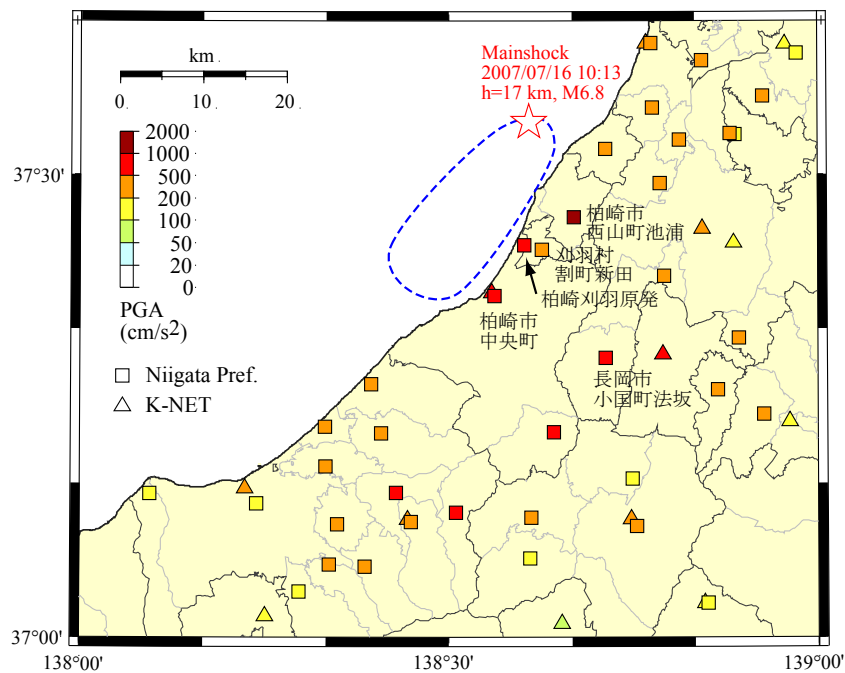 km
0
10
20
Mainshock
2007/07/16 10:13
h=17 km, M6.8
2000
1000
500
200
100
50
20
0
PGA
(cm/s2)
Niigata Pref.
K-NET
柏崎市
西山町池浦
刈羽村
割町新田
柏崎刈羽原発
柏崎市
中央町
長岡市
小国町法坂
37°30'
37°00'
138°00'
138°30'
139°00'